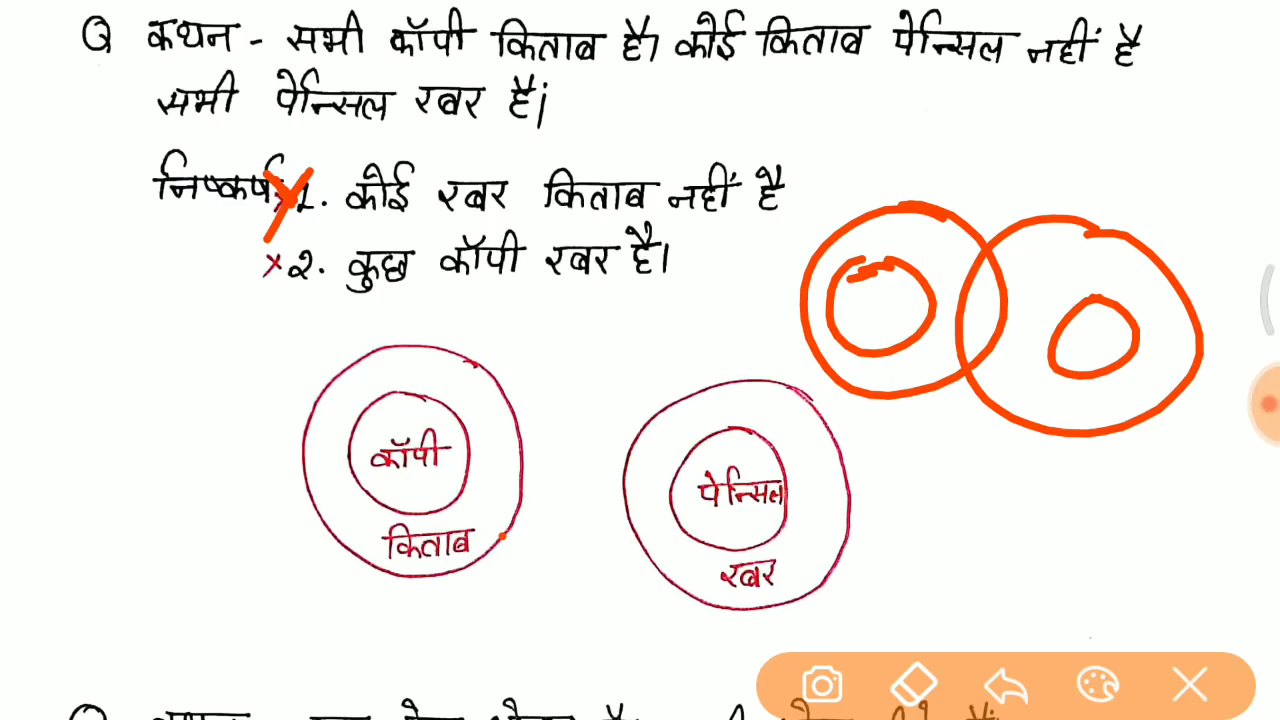 Q कथन - सभी कॉपी किताब है। कोई किताब पेन्सिल नहीं है
सभी पेन्सिल रबर है।
निष्कर्ष 1. कोई रबर किताब नहीं है
× 2. कुछ कॉपी रबर है।
कॉपी
किताब
पेन्सिल
रबर